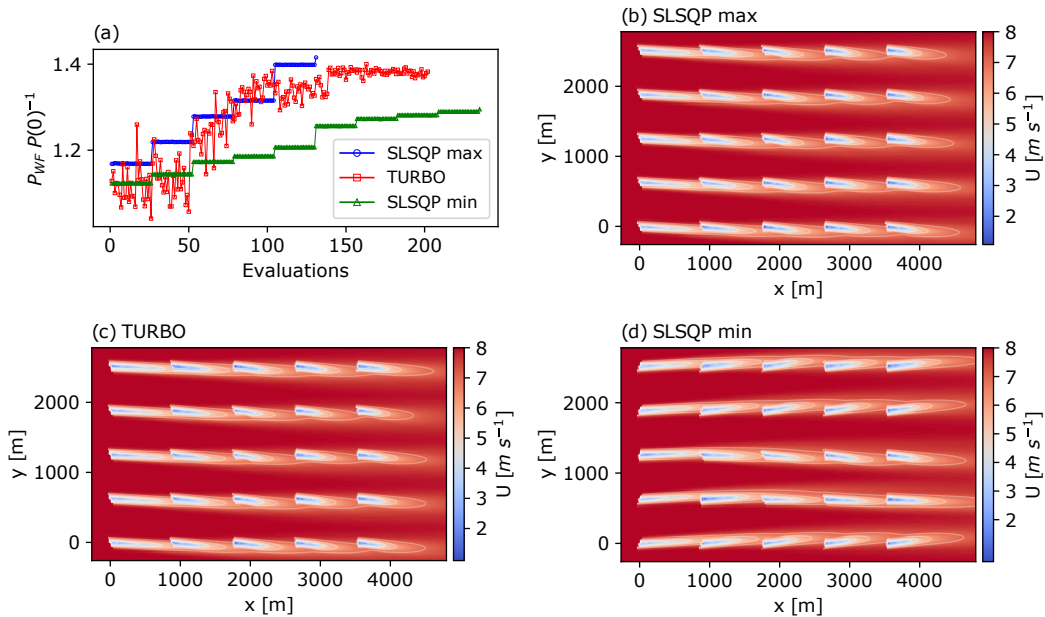 (a)
1.4
1.2
P_WF P(0)⁻¹
SLSQP max
TURBO
SLSQP min
0 50 100 150 200
Evaluations
(b) SLSQP max
2000
1000
0
y [m]
0 1000 2000 3000 4000
x [m]
8
7
6
5
4
3
2
U [m s⁻¹]
(c) TURBO
2000
1000
0
y [m]
0 1000 2000 3000 4000
x [m]
8
7
6
5
4
3
2
U [m s⁻¹]
(d) SLSQP min
2000
1000
0
y [m]
0 1000 2000 3000 4000
x [m]
8
7
6
5
4
3
2
U [m s⁻¹]